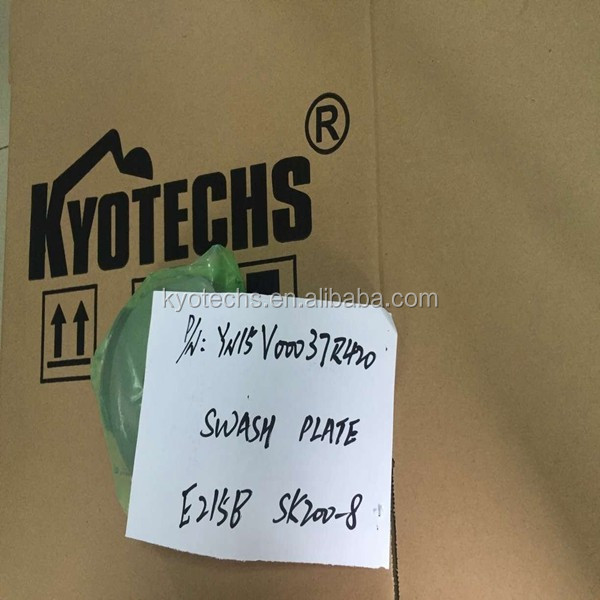 ®
KYOTECHS
kyotechs.en.alibaba.com
P/N: YN15V00037R420
SWASH PLATE
E215B SK200-8